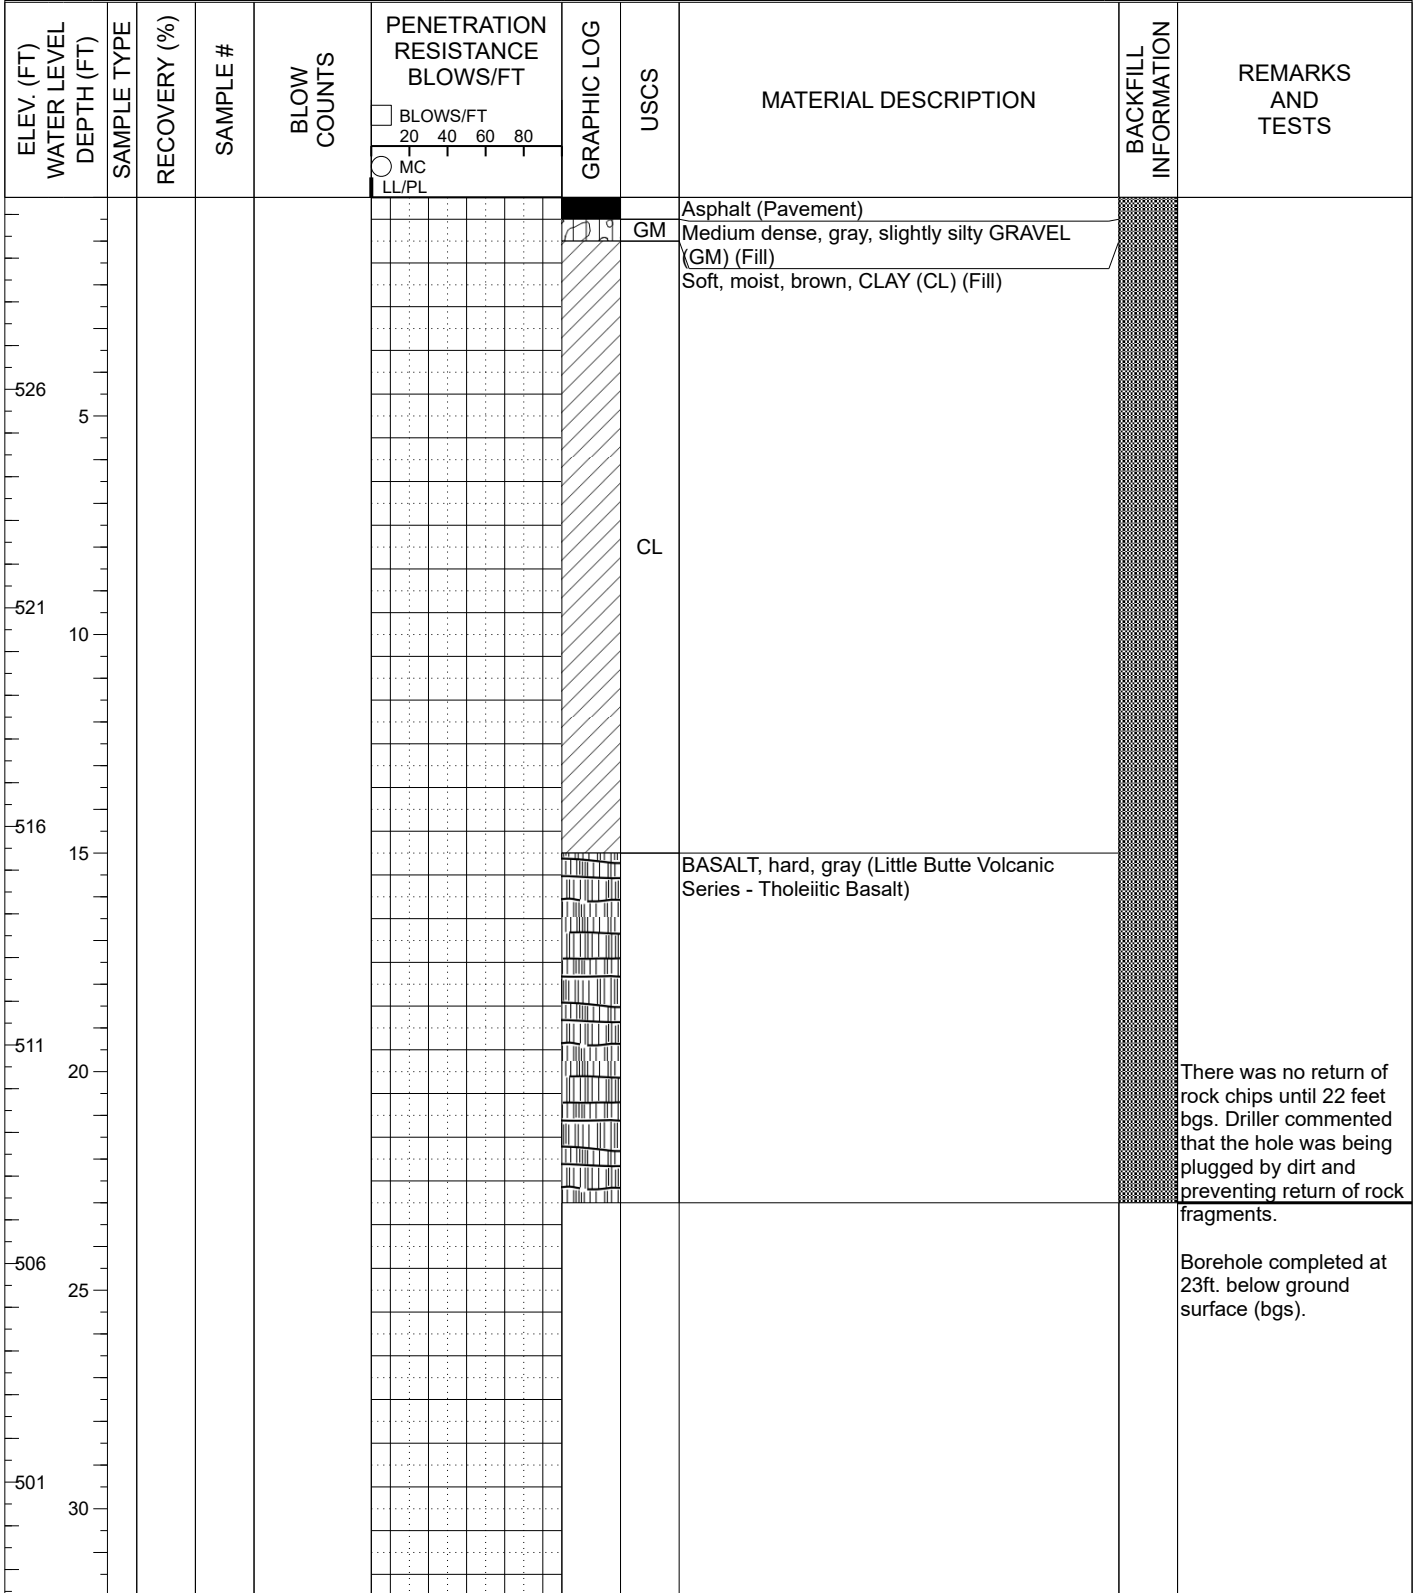 ELEV. (FT)
WATER LEVEL
DEPTH (FT)
SAMPLE TYPE
RECOVERY (%)
SAMPLE #
BLOW
COUNTS
PENETRATION
RESISTANCE
BLOWS/FT
BLOWS/FT
20 40 60 80
MC
LL/PL
GRAPHIC LOG
USCS
MATERIAL DESCRIPTION
BACKFILL
INFORMATION
REMARKS
AND
TESTS
Asphalt (Pavement)
GM
Medium dense, gray, slightly silty GRAVEL
(GM) (Fill)
Soft, moist, brown, CLAY (CL) (Fill)
526
5
CL
521
10
516
15
BASALT, hard, gray (Little Butte Volcanic
Series - Tholeiitic Basalt)
511
20
There was no return of
rock chips until 22 feet
bgs. Driller commented
that the hole was being
plugged by dirt and
preventing return of rock
fragments.
506
Borehole completed at
23ft. below ground
surface (bgs).
25
501
30